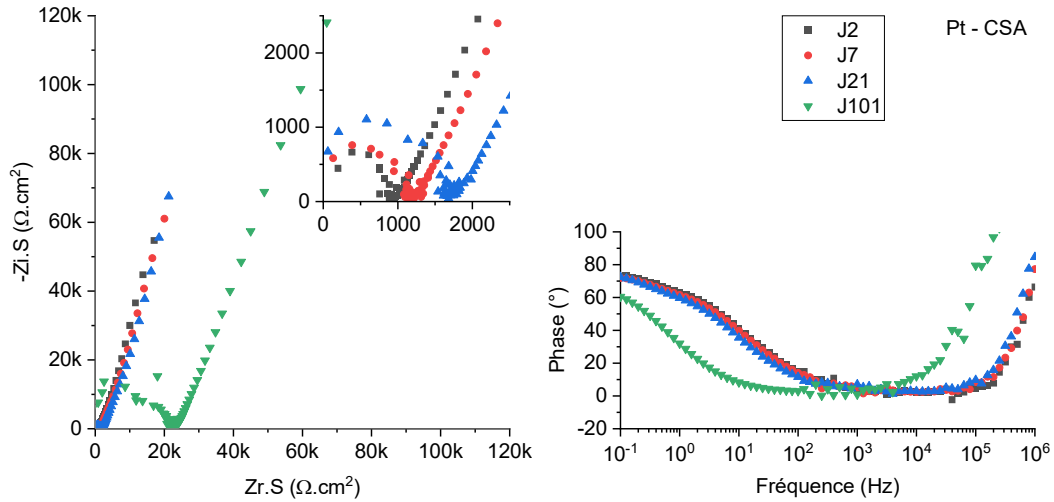 120k
100k
80k
60k
40k
20k
0
-Zi.S (Ω.cm²)
0 20k 40k 60k 80k 100k 120k
Zr.S (Ω.cm²)
2000
1000
0
1000 2000
J2
J7
J21
J101
Pt - CSA
100
80
60
40
20
0
-20
Phase (°)
10⁻¹ 10⁰ 10¹ 10² 10³ 10⁴ 10⁵ 10⁶
Fréquence (Hz)